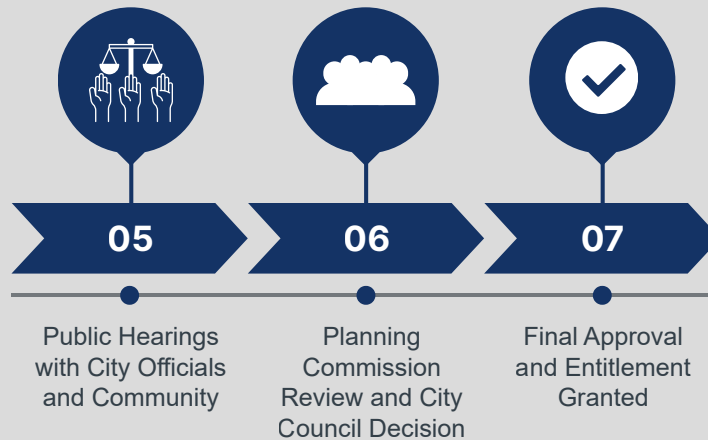 05
06
07
Public Hearings
with City Officials
and Community
Planning
Commission
Review and City
Council Decision
Final Approval
and Entitlement
Granted